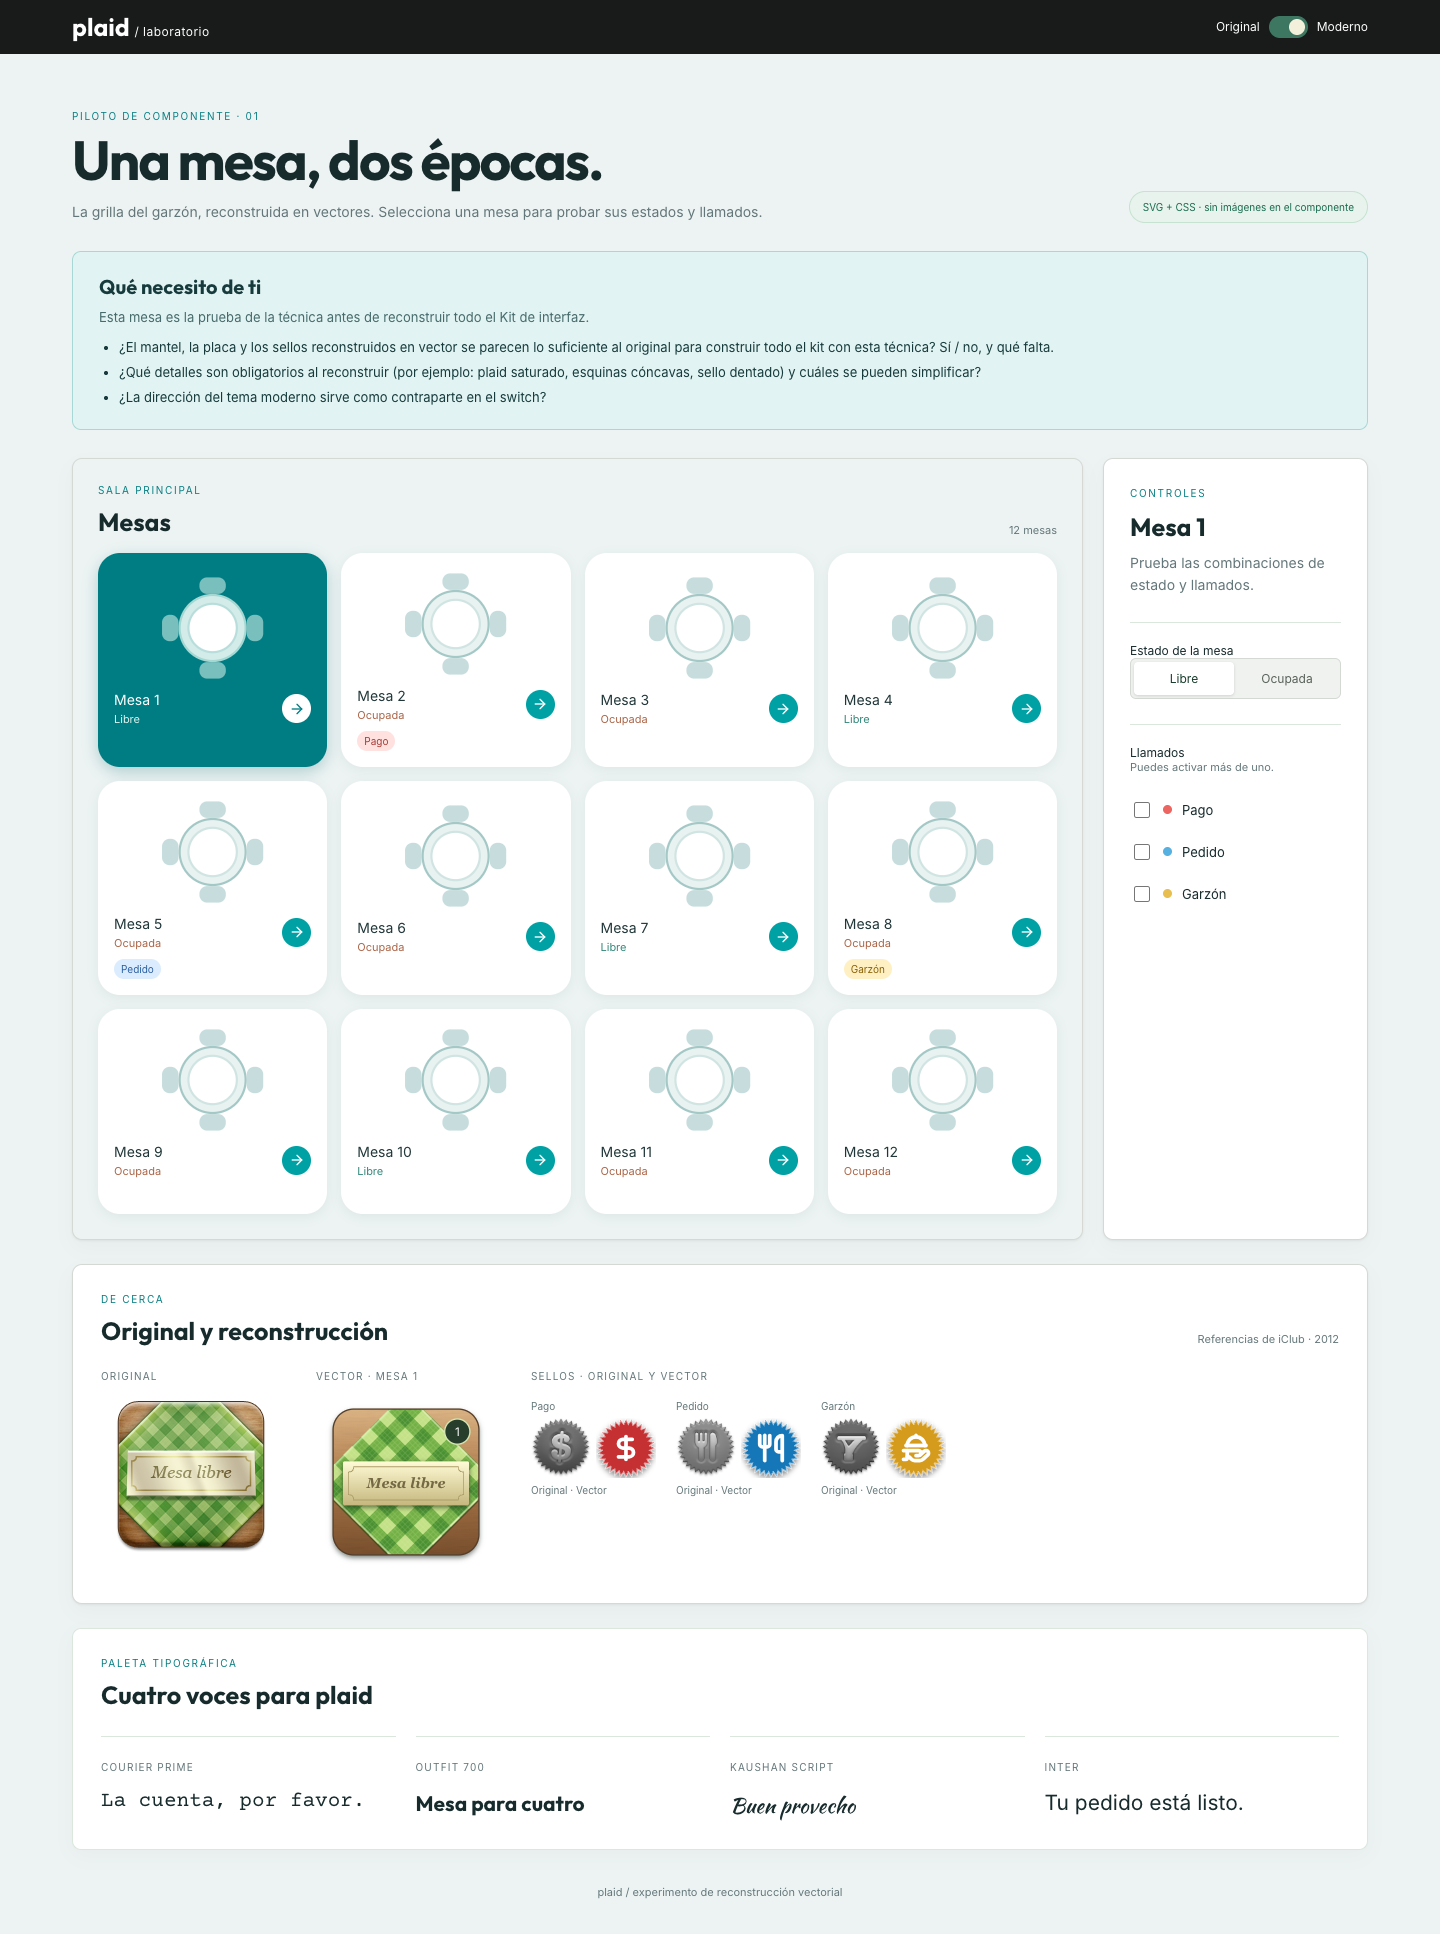 plaid / laboratorio
Original Moderno
PILOTO DE COMPONENTE · 01
Una mesa, dos épocas.
La grilla del garzón, reconstruida en vectores. Selecciona una mesa para probar sus estados y llamados.
SVG + CSS · sin imágenes en el componente
Qué necesito de ti
Esta mesa es la prueba de la técnica antes de reconstruir todo el Kit de interfaz.
• ¿El mantel, la placa y los sellos reconstruidos en vector se parecen lo suficiente al original para construir todo el kit con esta técnica? Sí / no, y qué falta.
• ¿Qué detalles son obligatorios al reconstruir (por ejemplo: plaid saturado, esquinas cóncavas, sello dentado) y cuáles se pueden simplificar?
• ¿La dirección del tema moderno sirve como contraparte en el switch?
SALA PRINCIPAL
Mesas
12 mesas
Mesa 1
Libre
Mesa 2
Ocupada
Pago
Mesa 3
Ocupada
Mesa 4
Libre
Mesa 5
Ocupada
Pedido
Mesa 6
Ocupada
Mesa 7
Libre
Mesa 8
Ocupada
Garzón
Mesa 9
Ocupada
Mesa 10
Libre
Mesa 11
Ocupada
Mesa 12
Ocupada
CONTROLES
Mesa 1
Prueba las combinaciones de
estado y llamados.
Estado de la mesa
Libre Ocupada
Llamados
Puedes activar más de uno.
Pago
Pedido
Garzón
DE CERCA
Original y reconstrucción
Referencias de iClub · 2012
ORIGINAL
Mesa libre
VECTOR · MESA 1
1
Mesa libre
SELLOS · ORIGINAL Y VECTOR
Pago Pedido Garzón
$ $
Original · Vector Original · Vector Original · Vector
PALETA TIPOGRÁFICA
Cuatro voces para plaid
COURIER PRIME
La cuenta, por favor.
OUTFIT 700
Mesa para cuatro
KAUSHAN SCRIPT
Buen provecho
INTER
Tu pedido está listo.
plaid / experimento de reconstrucción vectorial